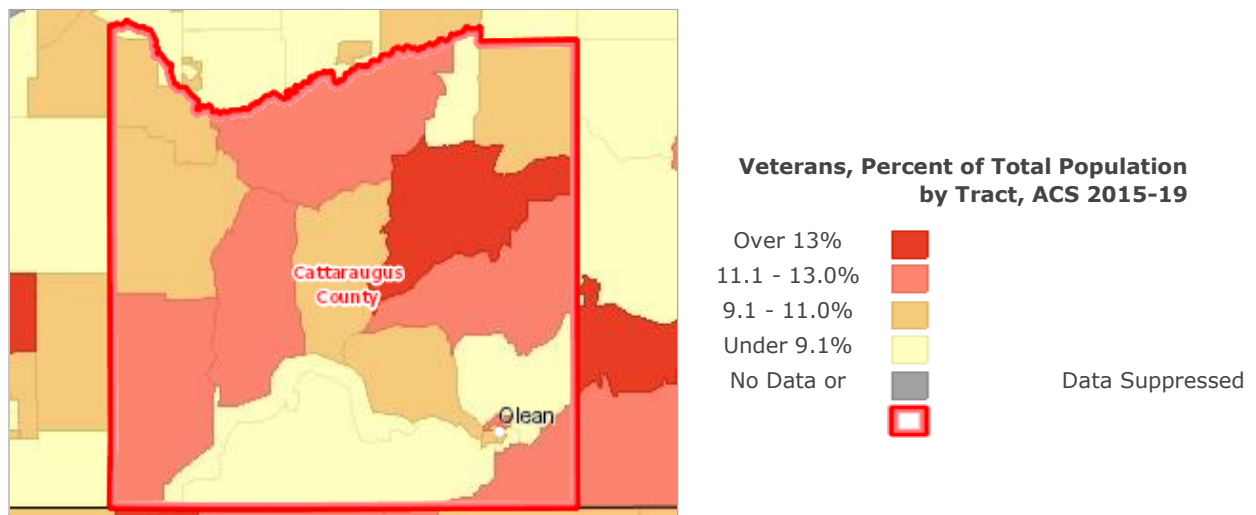 Cattaraugus
County
Olean
Veterans, Percent of Total Population
by Tract, ACS 2015-19
Over 13%
11.1 - 13.0%
9.1 - 11.0%
Under 9.1%
No Data or Data Suppressed